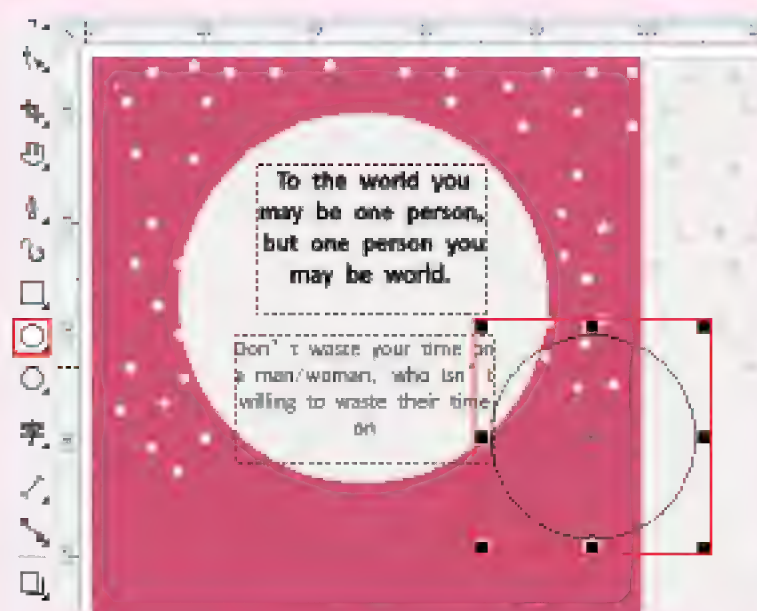 To the world you
may be one person,
but one person you
may be world.
Don't waste your time on
a man/woman, who isn't
willing to waste their time
on
字